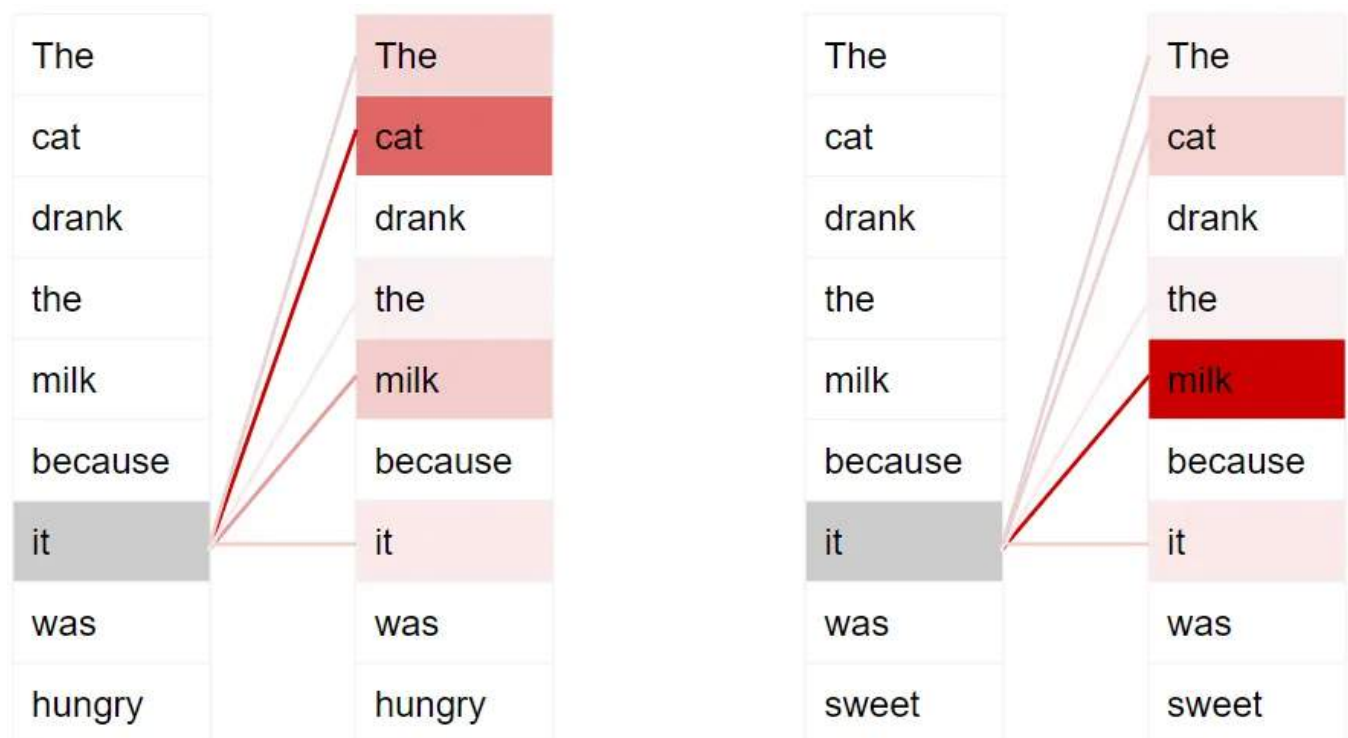 The The The The
cat cat cat cat
drank drank drank drank
the the the the
milk milk milk milk
because because because because
it it it it
was was was was
hungry hungry sweet sweet